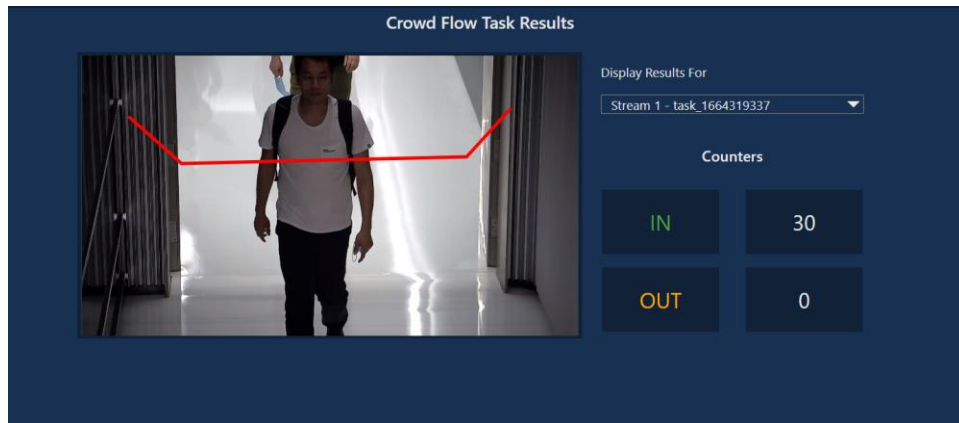 Crowd Flow Task Results
Display Results For
Stream 1 - task_1664319337
Counters
IN
30
OUT
0